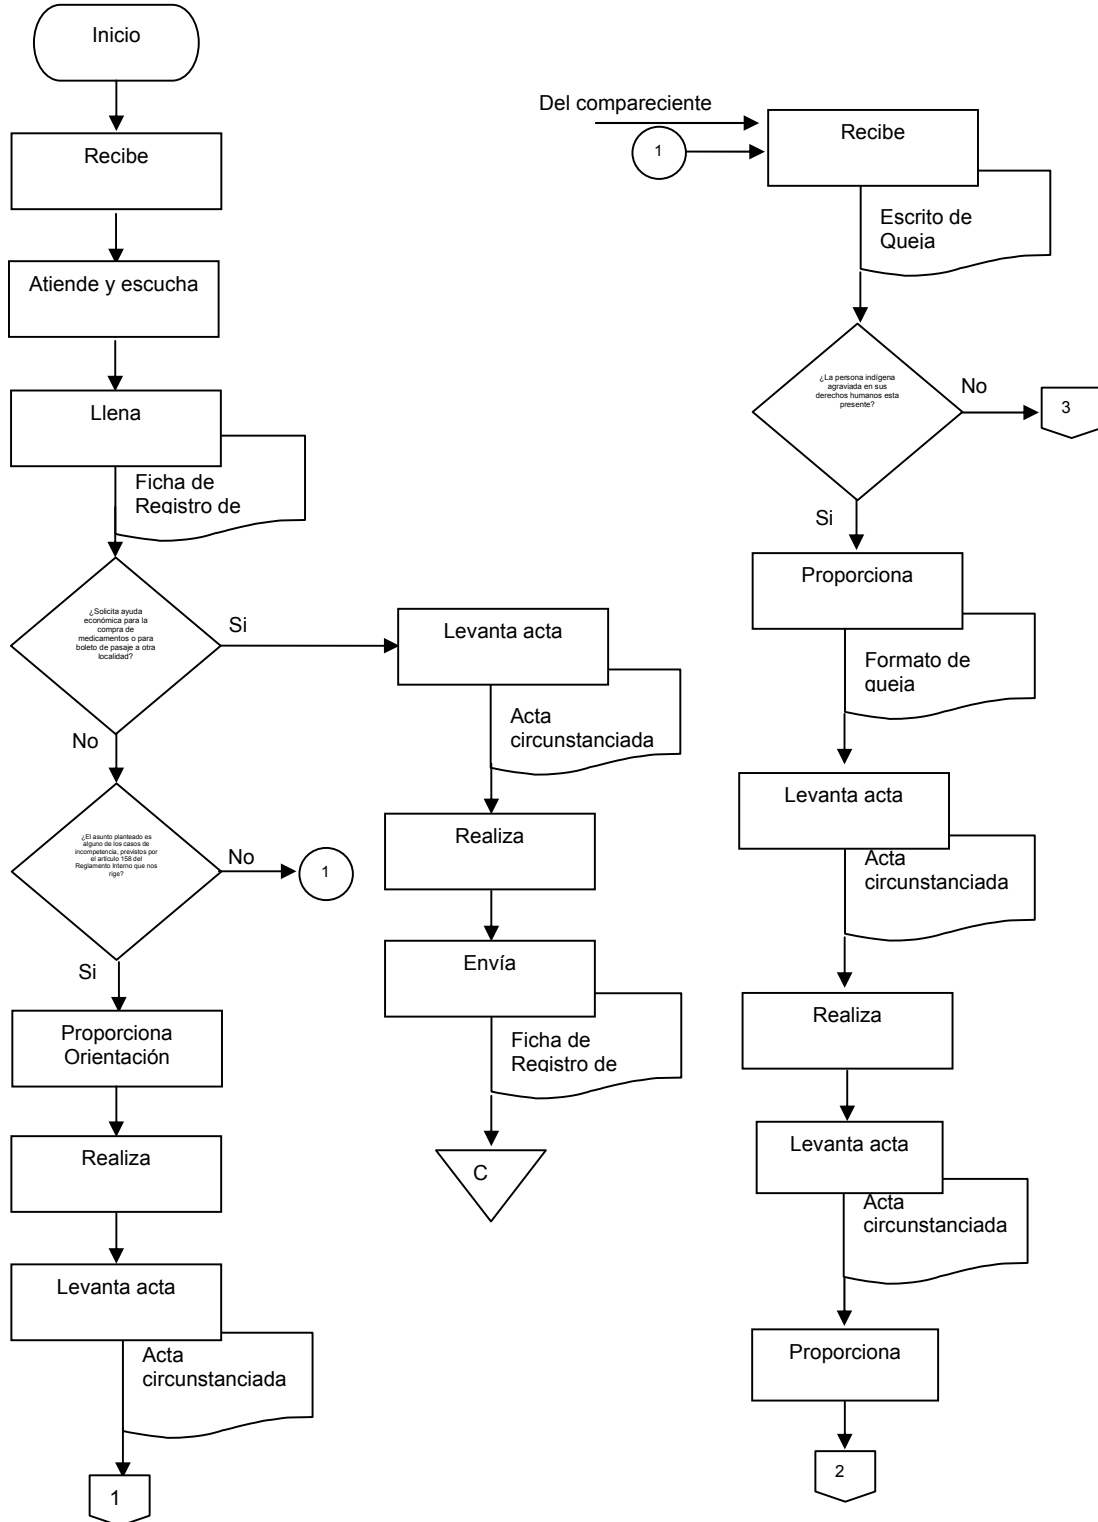 Inicio
Recibe
Atiende y escucha
Llena
Ficha de
Registro de
¿Solicita ayuda
económica para la
compra de
medicamentos o para
boleto de pasaje a otra
localidad?
Si
No
¿El asunto planteado es
alguno de los casos de
incompetencia, previstos por
el artículo 158 del
Reglamento Interno que nos
rige?
No
1
Si
Proporciona
Orientación
Realiza
Levanta acta
Acta
circunstanciada
1
Levanta acta
Acta
circunstanciada
Realiza
Envía
Ficha de
Registro de
C
Del compareciente
1
Recibe
Escrito de
Queja
¿La persona indígena
agraviada en sus
derechos humanos esta
presente?
No
3
Si
Proporciona
Formato de
queja
Levanta acta
Acta
circunstanciada
Realiza
Levanta acta
Acta
circunstanciada
Proporciona
2